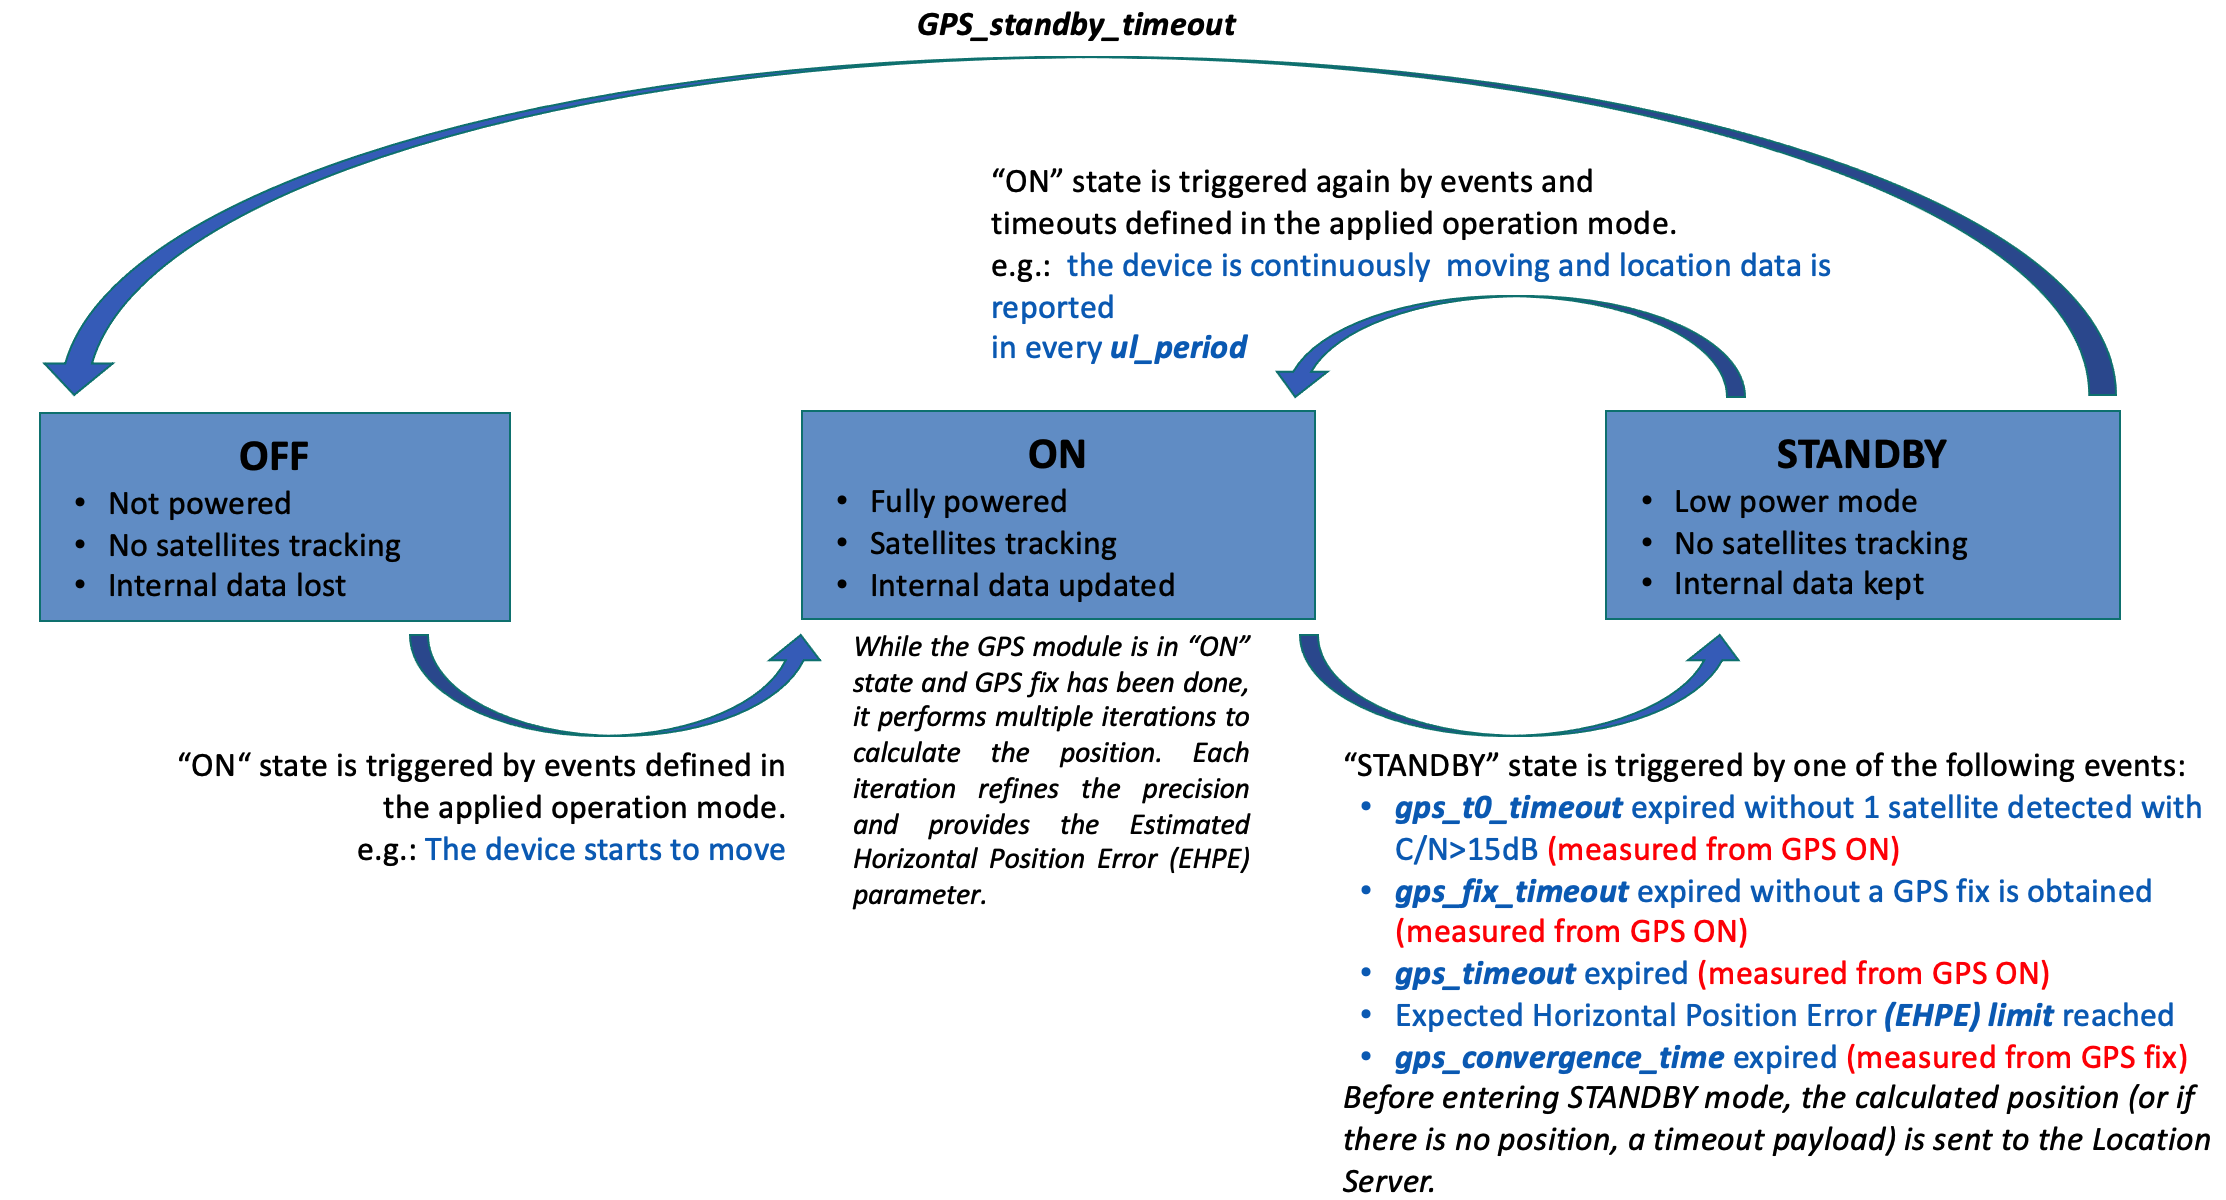 GPS_standby_timeout
“ON” state is triggered again by events and
timeouts defined in the applied operation mode.
e.g.: the device is continuously moving and location data is
reported
in every ul_period
OFF
• Not powered
• No satellites tracking
• Internal data lost
ON
• Fully powered
• Satellites tracking
• Internal data updated
STANDBY
• Low power mode
• No satellites tracking
• Internal data kept
“ON“ state is triggered by events defined in
the applied operation mode.
e.g.: The device starts to move
While the GPS module is in “ON”
state and GPS fix has been done,
it performs multiple iterations to
calculate the position. Each
iteration refines the precision
and provides the Estimated
Horizontal Position Error (EHPE)
parameter.
“STANDBY” state is triggered by one of the following events:
• gps_t0_timeout expired without 1 satellite detected with
C/N>15dB (measured from GPS ON)
• gps_fix_timeout expired without a GPS fix is obtained
(measured from GPS ON)
• gps_timeout expired (measured from GPS ON)
• Expected Horizontal Position Error (EHPE) limit reached
• gps_convergence_time expired (measured from GPS fix)
Before entering STANDBY mode, the calculated position (or if
there is no position, a timeout payload) is sent to the Location
Server.